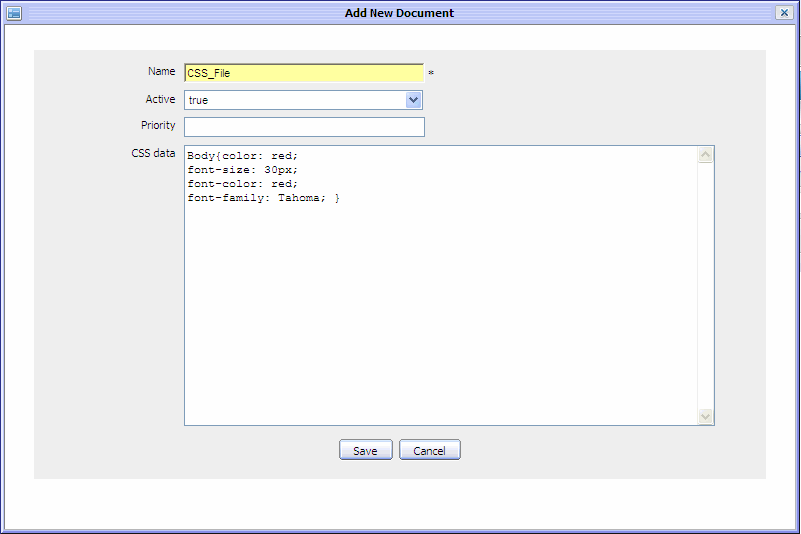 Add New Document
Name CSS_File *
Active true
Priority
CSS data Body{color: red;
font-size: 30px;
font-color: red;
font-family: Tahoma; }
Save Cancel